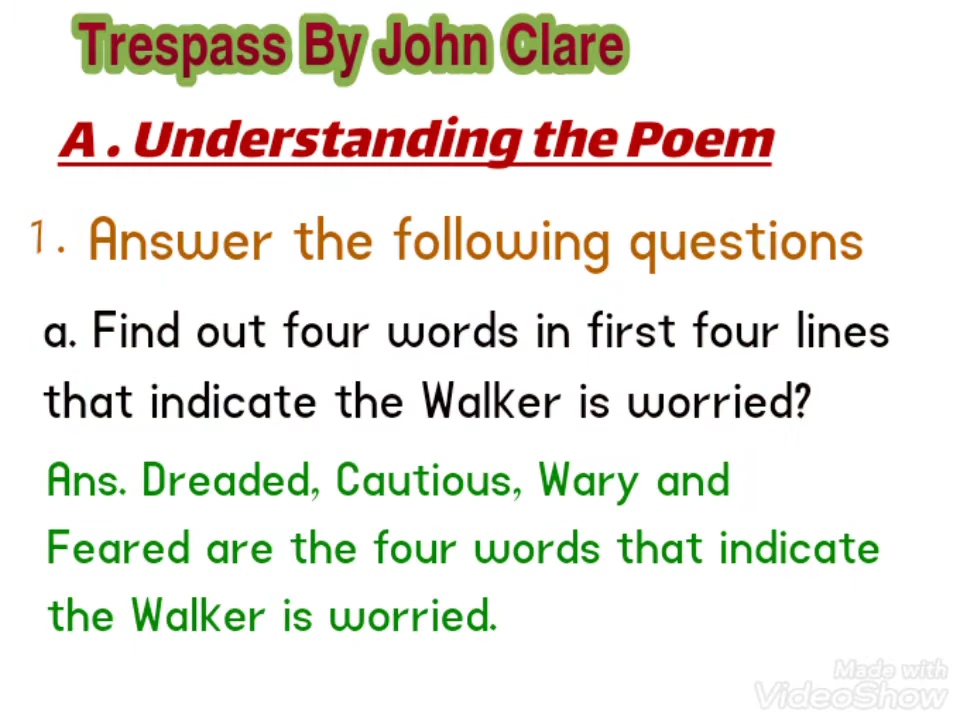 Trespass By John Clare
A . Understanding the Poem
1. Answer the following questions
a. Find out four words in first four lines
that indicate the Walker is worried?
Ans. Dreaded, Cautious, Wary and
Feared are the four words that indicate
the Walker is worried.
Made with
VideoShow